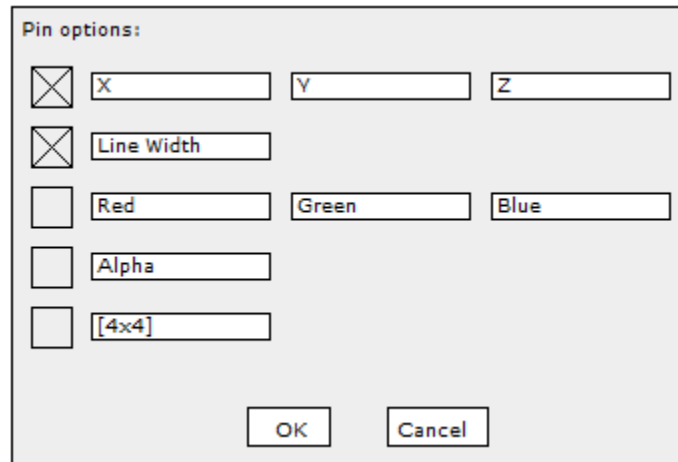 Pin options:
X Y Z
Line Width
Red Green Blue
Alpha
[4x4]
OK Cancel